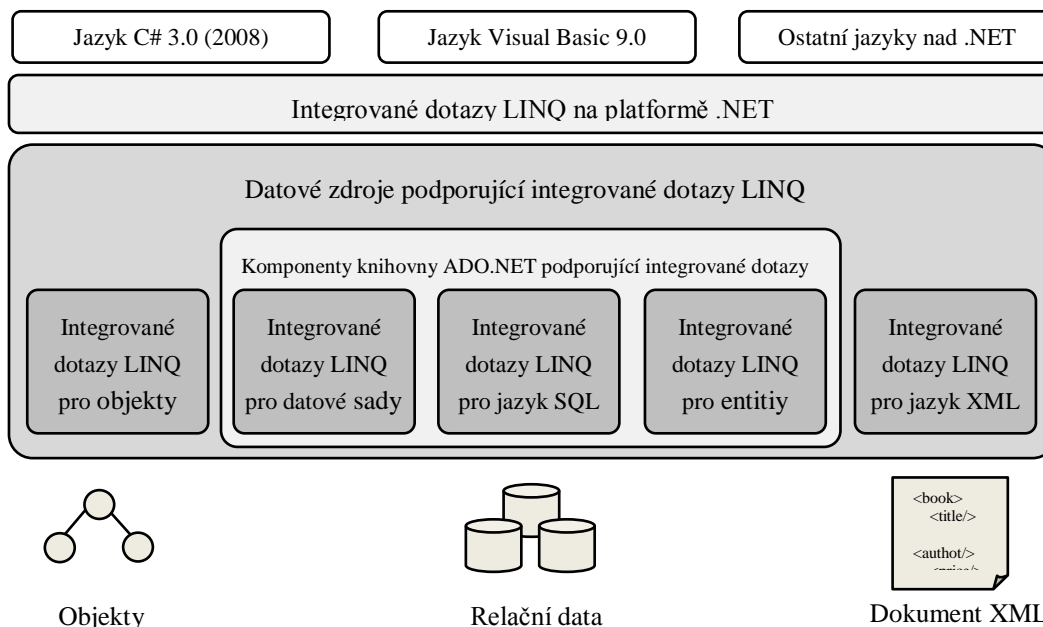 Jazyk C# 3.0 (2008)
Jazyk Visual Basic 9.0
Ostatní jazyky nad .NET
Integrované dotazy LINQ na platformě .NET
Datové zdroje podporující integrované dotazy LINQ
Komponenty knihovny ADO.NET podporující integrované dotazy
Integrované
dotazy LINQ
pro objekty
Integrované
dotazy LINQ
pro datové sady
Integrované
dotazy LINQ
pro jazyk SQL
Integrované
dotazy LINQ
pro entitiy
Integrované
dotazy LINQ
pro jazyk XML
<book>
<title/>
<authot/>
<price/>
Objekty
Relační data
Dokument XML